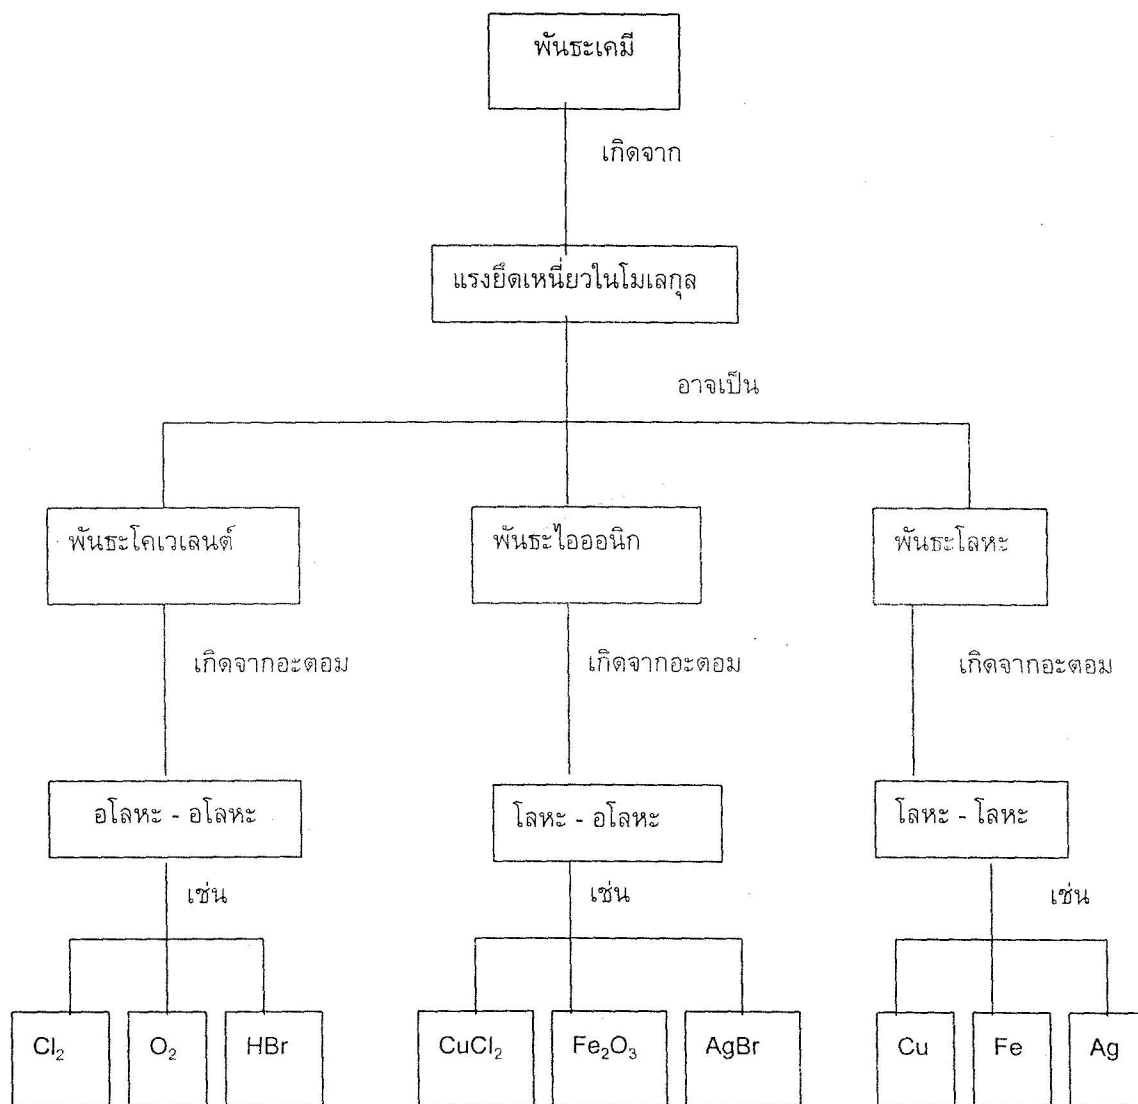 พันธะเคมี
เกิดจาก
แรงยึดเหนี่ยวในโมเลกุล
อาจเป็น
พันธะโคเวเลนต์ พันธะไอออนิก พันธะโลหะ
เกิดจากอะตอม เกิดจากอะตอม เกิดจากอะตอม
อโลหะ - อโลหะ โลหะ - อโลหะ โลหะ - โลหะ
เช่น เช่น เช่น
Cl₂ O₂ HBr CuCl₂ Fe₂O₃ AgBr Cu Fe Ag